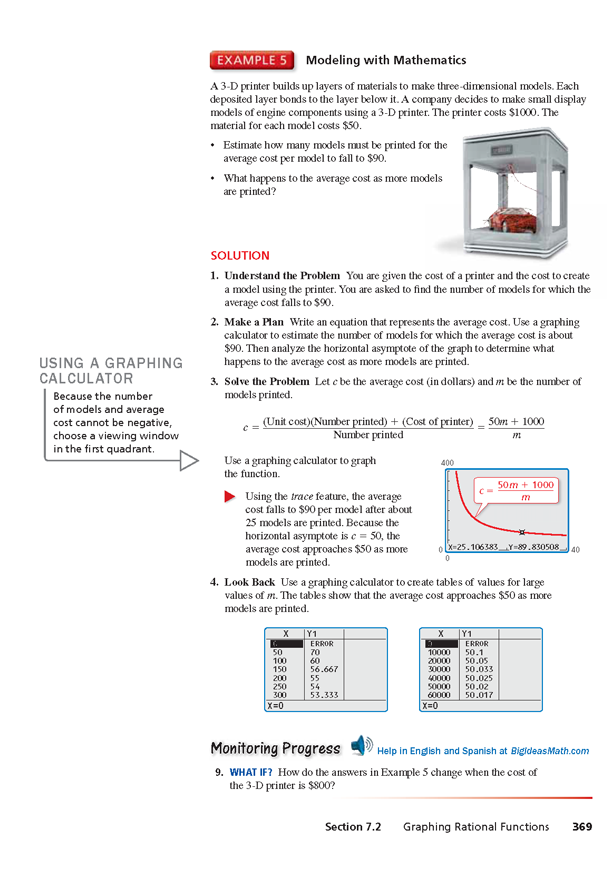 EXAMPLE 5 Modeling with Mathematics
A 3-D printer builds up layers of materials to make three-dimensional models. Each
deposited layer bonds to the layer below it. A company decides to make small display
models of engine components using a 3-D printer. The printer costs $1000. The
material for each model costs $50.
• Estimate how many models must be printed for the
average cost per model to fall to $90.
• What happens to the average cost as more models
are printed?
SOLUTION
1. Understand the Problem You are given the cost of a printer and the cost to create
a model using the printer. You are asked to find the number of models for which the
average cost falls to $90.
2. Make a Plan Write an equation that represents the average cost. Use a graphing
calculator to estimate the number of models for which the average cost is about
$90. Then analyze the horizontal asymptote of the graph to determine what
happens to the average cost as more models are printed.
USING A GRAPHING
CALCULATOR
Because the number
of models and average
cost cannot be negative,
choose a viewing window
in the first quadrant.
3. Solve the Problem Let c be the average cost (in dollars) and m be the number of
models printed.
c = (Unit cost)(Number printed) + (Cost of printer) / Number printed = 50m + 1000 / m
Use a graphing calculator to graph
the function.
Using the trace feature, the average
cost falls to $90 per model after about
25 models are printed. Because the
horizontal asymptote is c = 50, the
average cost approaches $50 as more
models are printed.
400
c = 50m + 1000 / m
0 X=25.106383 Y=89.830508 40
0
4. Look Back Use a graphing calculator to create tables of values for large
values of m. The tables show that the average cost approaches $50 as more
models are printed.
X Y1
0 ERROR
50 70
100 60
150 56.667
200 55
250 54
300 53.333
X=0
X Y1
0 ERROR
10000 50.1
20000 50.05
30000 50.033
40000 50.025
50000 50.02
60000 50.017
X=0
Monitoring Progress Help in English and Spanish at BigIdeasMath.com
9. WHAT IF? How do the answers in Example 5 change when the cost of
the 3-D printer is $800?
Section 7.2 Graphing Rational Functions 369